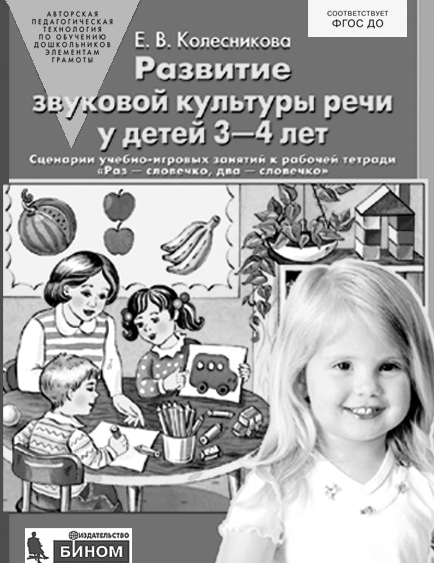 АВТОРСКАЯ
ПЕДАГОГИЧЕСКАЯ
ТЕХНОЛОГИЯ
ПО ОБУЧЕНИЮ
ДОШКОЛЬНИКОВ
ЭЛЕМЕНТАМ
ГРАМОТЫ
СООТВЕТСТВУЕТ
ФГОС ДО
Е. В. Колесникова
Развитие
звуковой культуры речи
у детей 3—4 лет
Сценарии учебно-игровых занятий к рабочей тетради
«Раз — словечко, два — словечко»
ИЗДАТЕЛЬСТВО
БИНОМ